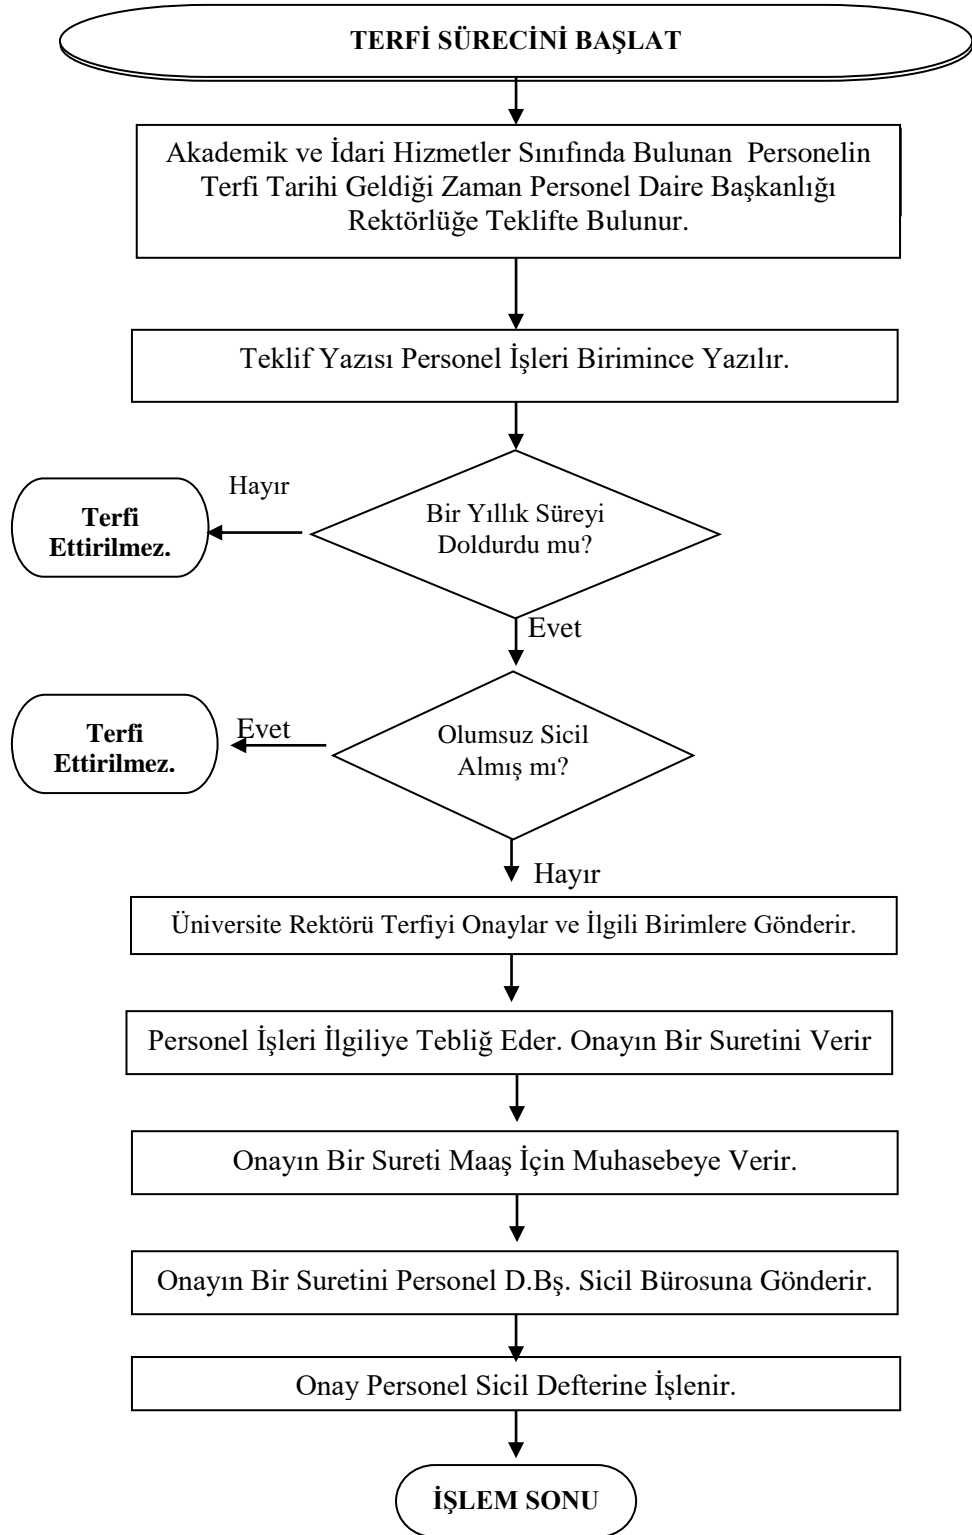 TERFİ SÜRECİNİ BAŞLAT
Akademik ve İdari Hizmetler Sınıfında Bulunan Personelin
Terfi Tarihi Geldiği Zaman Personel Daire Başkanlığı
Rektörlüğe Teklifte Bulunur.
Teklif Yazısı Personel İşleri Birimince Yazılır.
Hayır
Bir Yıllık Süreyi
Doldurdu mu?
Terfi
Ettirilmez.
Evet
Olumsuz Sicil
Almış mı?
Evet
Terfi
Ettirilmez.
Hayır
Üniversite Rektörü Terfiyi Onaylar ve İlgili Birimlere Gönderir.
Personel İşleri İlgiliye Tebliğ Eder. Onayın Bir Suretini Verir
Onayın Bir Sureti Maaş İçin Muhasebeye Verir.
Onayın Bir Suretini Personel D.Bş. Sicil Bürosuna Gönderir.
Onay Personel Sicil Defterine İşlenir.
İŞLEM SONU